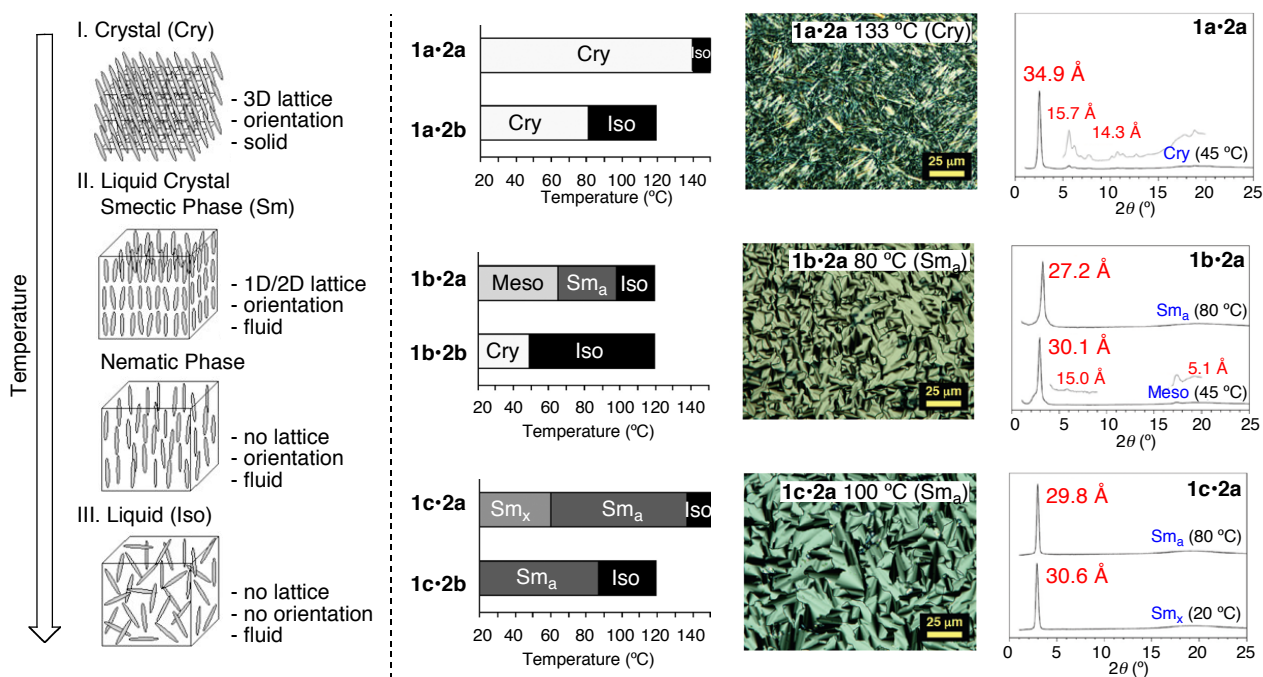 Temperature
I. Crystal (Cry)
- 3D lattice
- orientation
- solid
II. Liquid Crystal
Smectic Phase (Sm)
- 1D/2D lattice
- orientation
- fluid
Nematic Phase
- no lattice
- orientation
- fluid
III. Liquid (Iso)
- no lattice
- no orientation
- fluid
1a•2a
Cry
Iso
1a•2b
Cry
Iso
20 40 60 80 100 120 140
Temperature (ºC)
1b•2a
Meso
Smₐ
Iso
1b•2b
Cry
Iso
20 40 60 80 100 120 140
Temperature (ºC)
1c•2a
Smₓ
Smₐ
Iso
1c•2b
Smₐ
Iso
20 40 60 80 100 120 140
Temperature (ºC)
1a•2a 133 ºC (Cry)
25 µm
1b•2a 80 ºC (Smₐ)
25 µm
1c•2a 100 ºC (Smₐ)
25 µm
1a•2a
34.9 Å
15.7 Å
14.3 Å
Cry (45 ºC)
0 5 10 15 20 25
2θ (º)
1b•2a
27.2 Å
Smₐ (80 ºC)
30.1 Å
15.0 Å
5.1 Å
Meso (45 ºC)
0 5 10 15 20 25
2θ (º)
1c•2a
29.8 Å
Smₐ (80 ºC)
30.6 Å
Smₓ (20 ºC)
0 5 10 15 20 25
2θ (º)